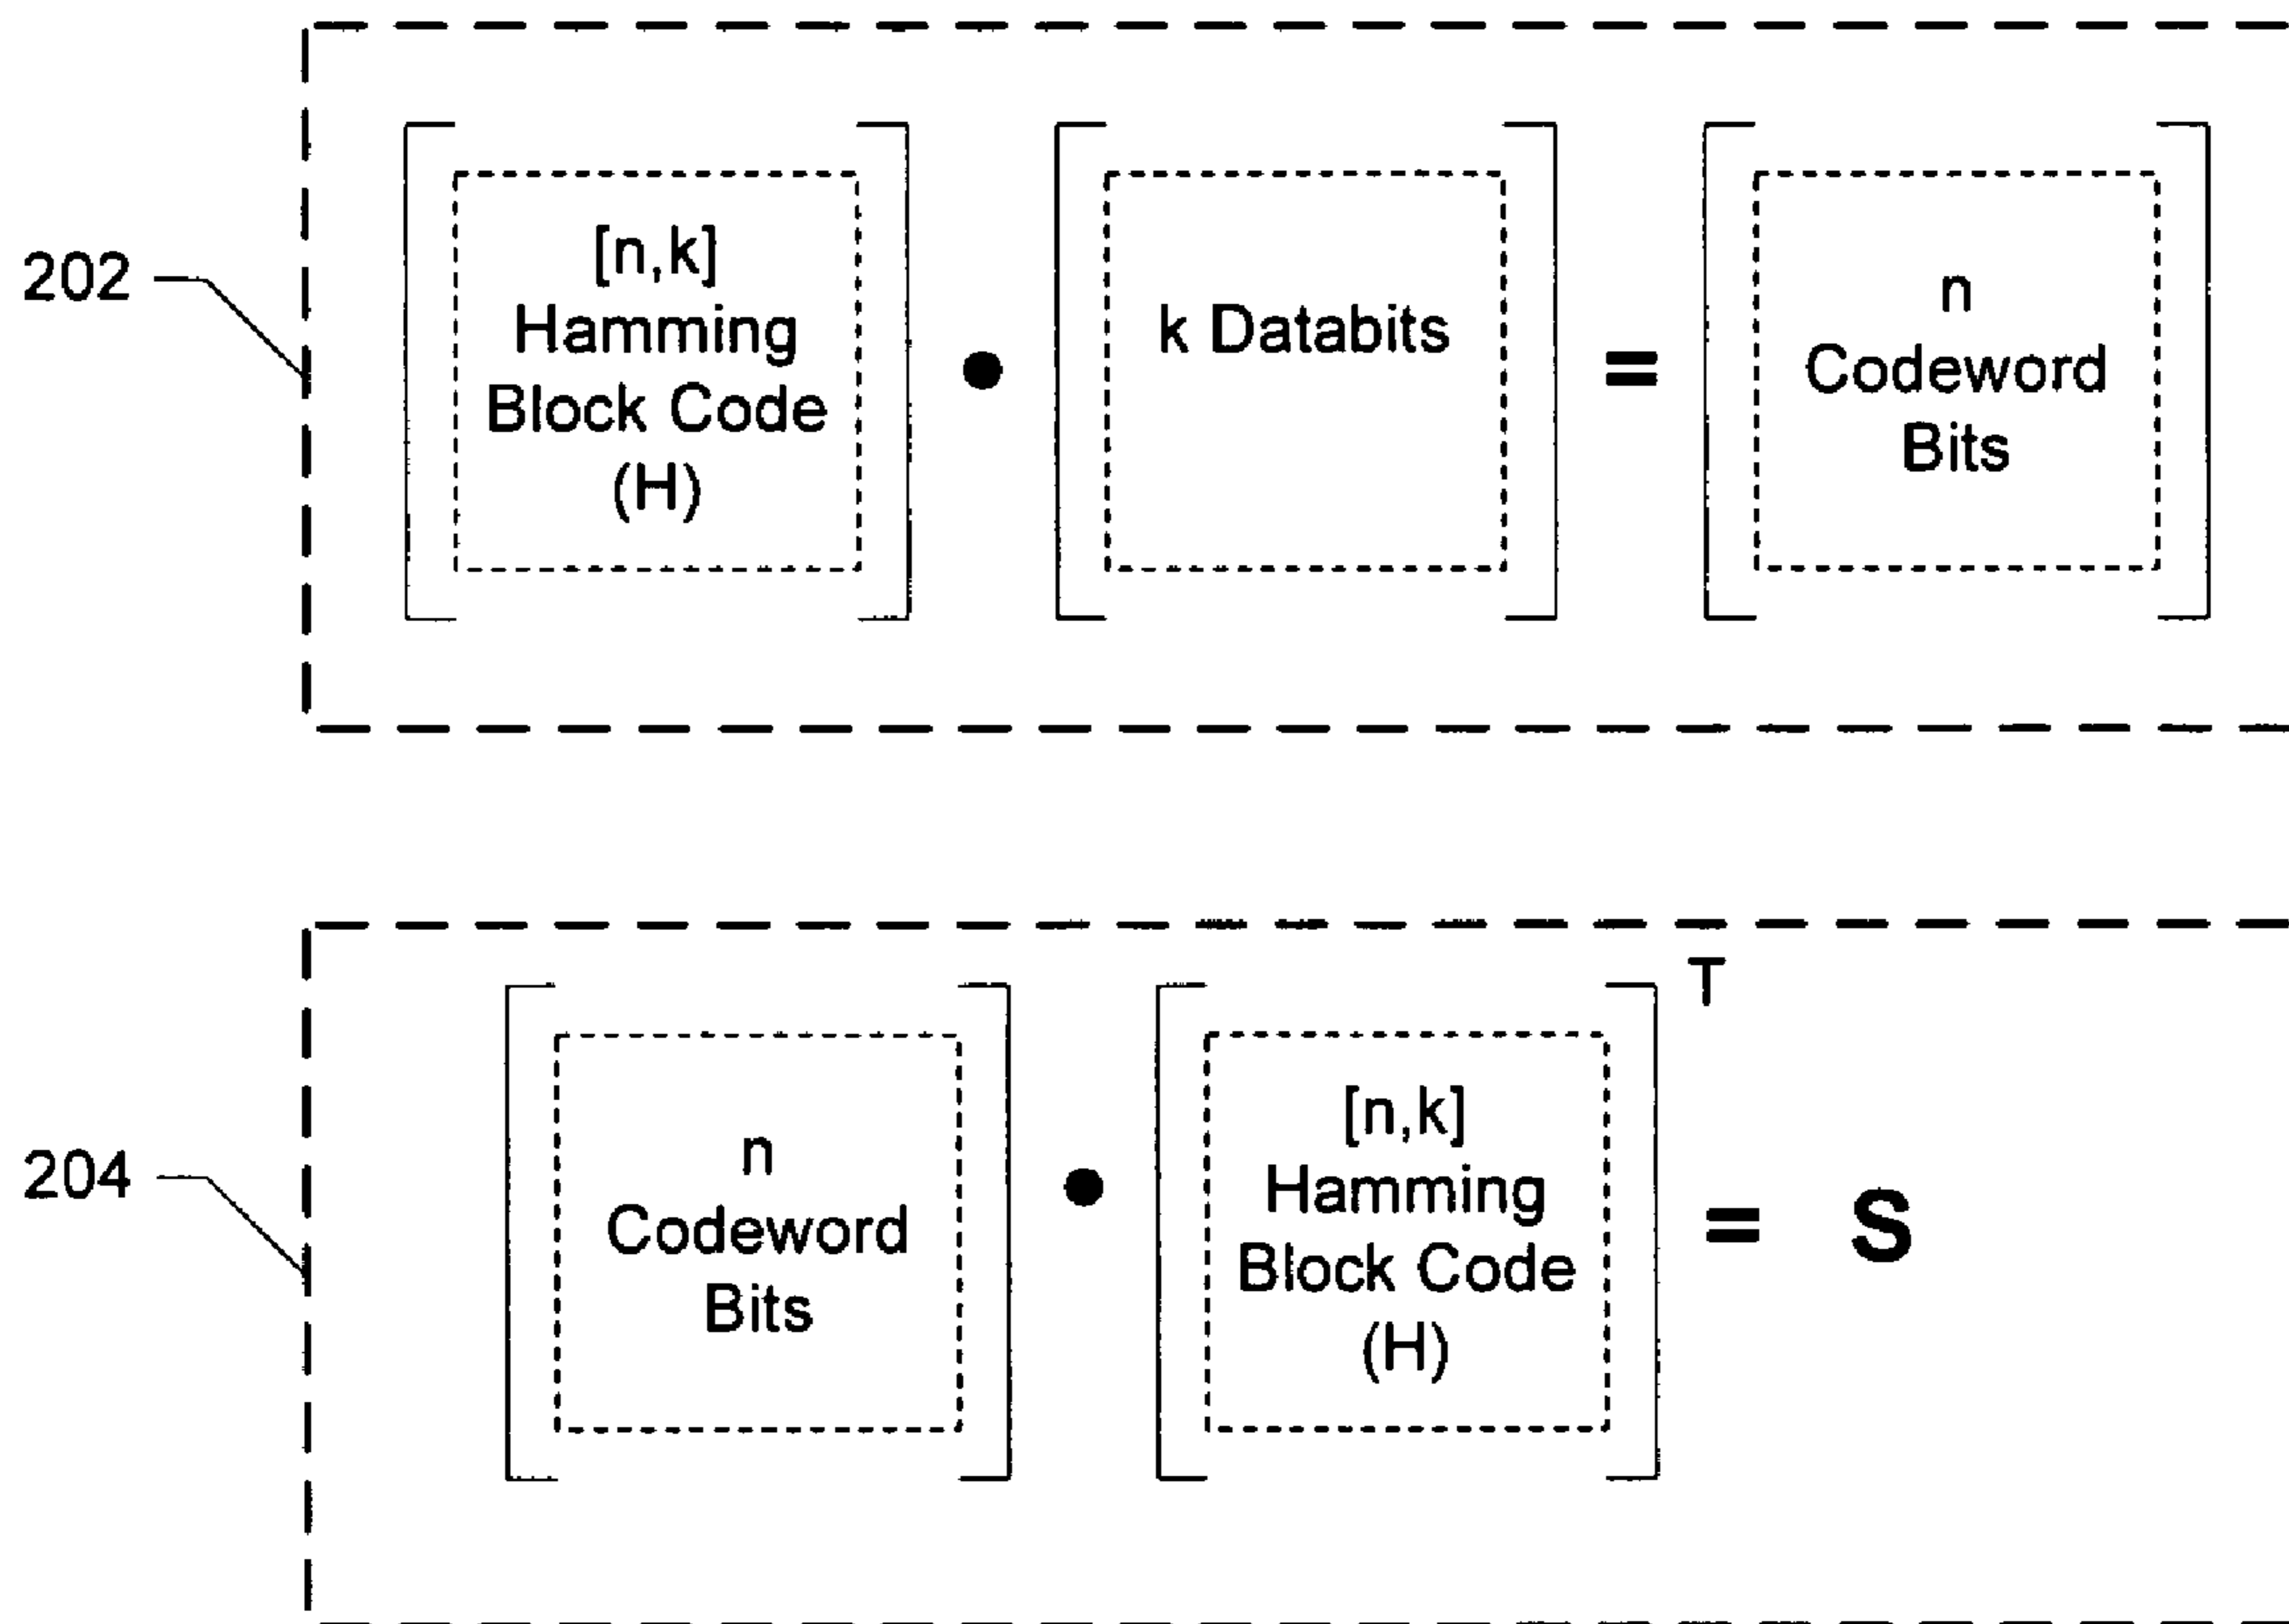 202
[n,k]
Hamming
Block Code
(H)
•
k Databits
=
n
Codeword
Bits
204
n
Codeword
Bits
•
[n,k]
Hamming
Block Code
(H)
T
=
S